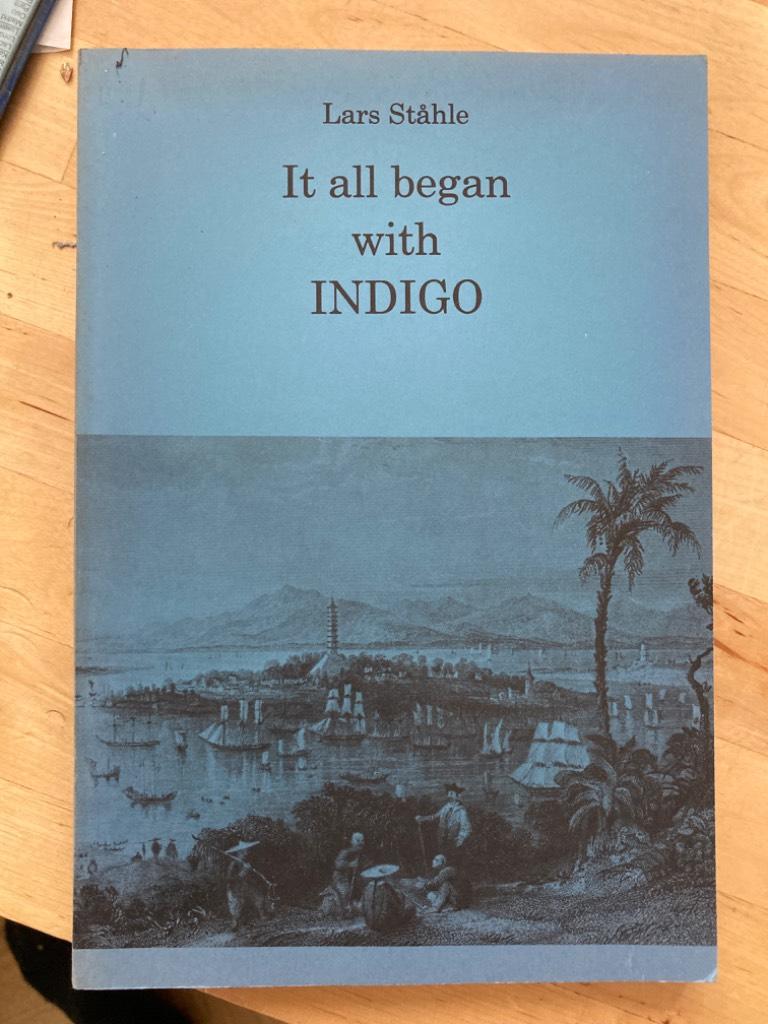 Lars Ståhle
It all began
with
INDIGO